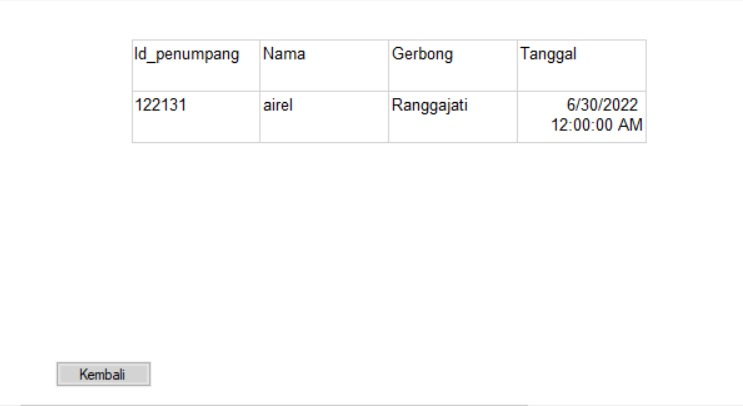 Id_penumpang Nama Gerbong Tanggal
122131 airel Ranggajati 6/30/2022
12:00:00 AM
Kembali